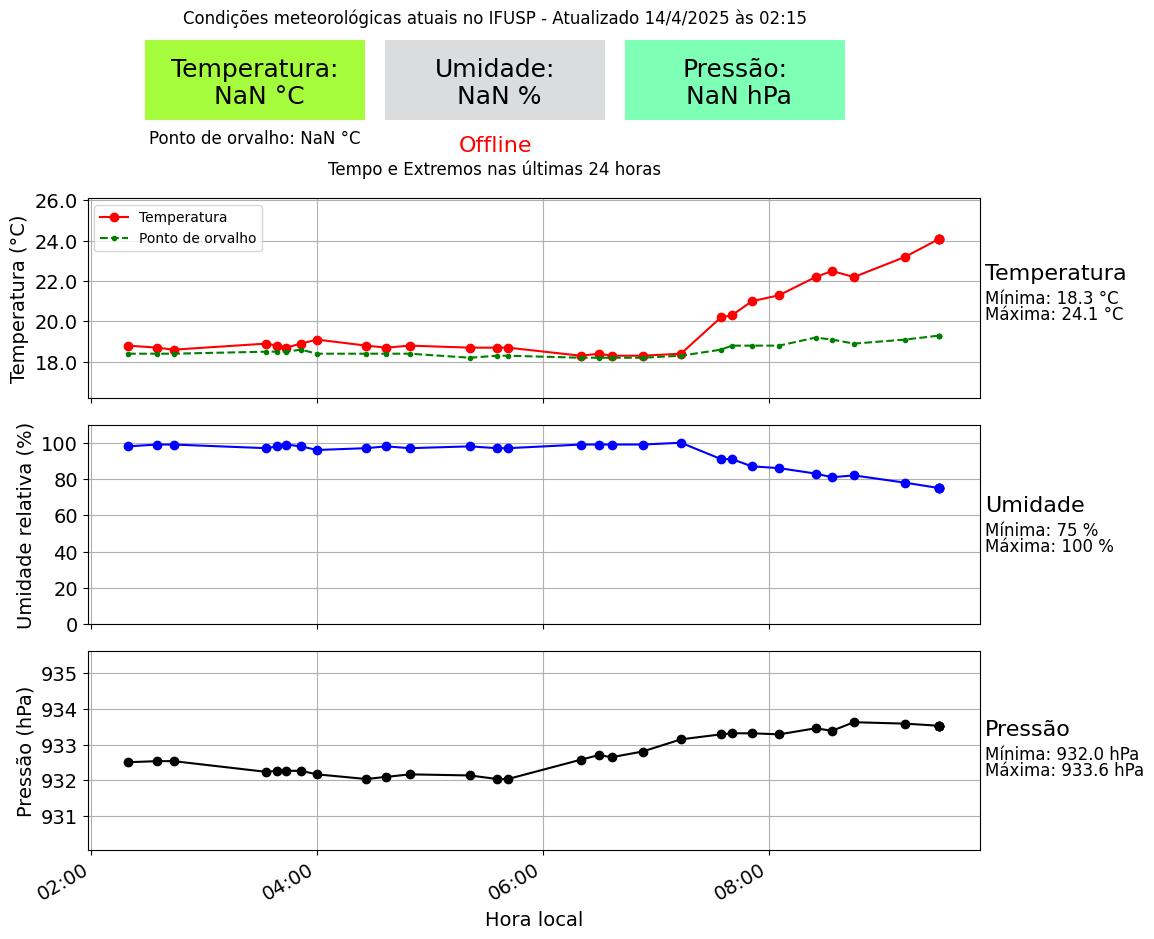 Condições meteorológicas atuais no IFUSP - Atualizado 14/4/2025 às 02:15
Temperatura:
NaN °C
Umidade:
NaN %
Pressão:
NaN hPa
Ponto de orvalho: NaN °C
Offline
Tempo e Extremos nas últimas 24 horas
Temperatura (°C)
26.0
24.0
22.0
20.0
18.0
Temperatura
Ponto de orvalho
Temperatura
Mínima: 18.3 °C
Máxima: 24.1 °C
Umidade relativa (%)
100
80
60
40
20
0
Umidade
Mínima: 75 %
Máxima: 100 %
Pressão (hPa)
935
934
933
932
931
Pressão
Mínima: 932.0 hPa
Máxima: 933.6 hPa
02:00
04:00
06:00
08:00
Hora local